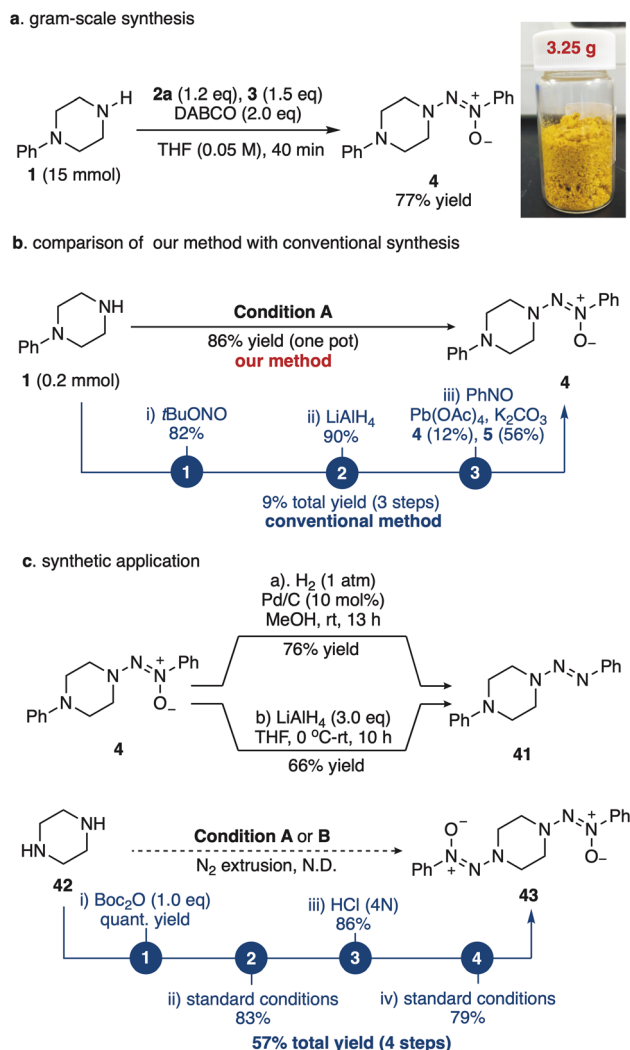 a. gram-scale synthesis
3.25 g
N H
N
Ph
1 (15 mmol)
2a (1.2 eq), 3 (1.5 eq)
DABCO (2.0 eq)
THF (0.05 M), 40 min
N N N + Ph
O−
N
Ph
4
77% yield
b. comparison of our method with conventional synthesis
NH
N
Ph
1 (0.2 mmol)
Condition A
86% yield (one pot)
our method
N N N + Ph
O−
N
Ph
4
i) tBuONO
82%
ii) LiAlH4
90%
iii) PhNO
Pb(OAc)4, K2CO3
4 (12%), 5 (56%)
1
2
3
9% total yield (3 steps)
conventional method
c. synthetic application
a). H2 (1 atm)
Pd/C (10 mol%)
MeOH, rt, 13 h
76% yield
N N N + Ph
O−
N
Ph
4
b) LiAlH4 (3.0 eq)
THF, 0 oC-rt, 10 h
66% yield
N N N Ph
N
Ph
41
NH
HN
42
Condition A or B
N2 extrusion, N.D.
O−
Ph N + N N
N N N + Ph
O−
43
i) Boc2O (1.0 eq)
quant. yield
iii) HCl (4N)
86%
1
2
3
4
ii) standard conditions
83%
iv) standard conditions
79%
57% total yield (4 steps)